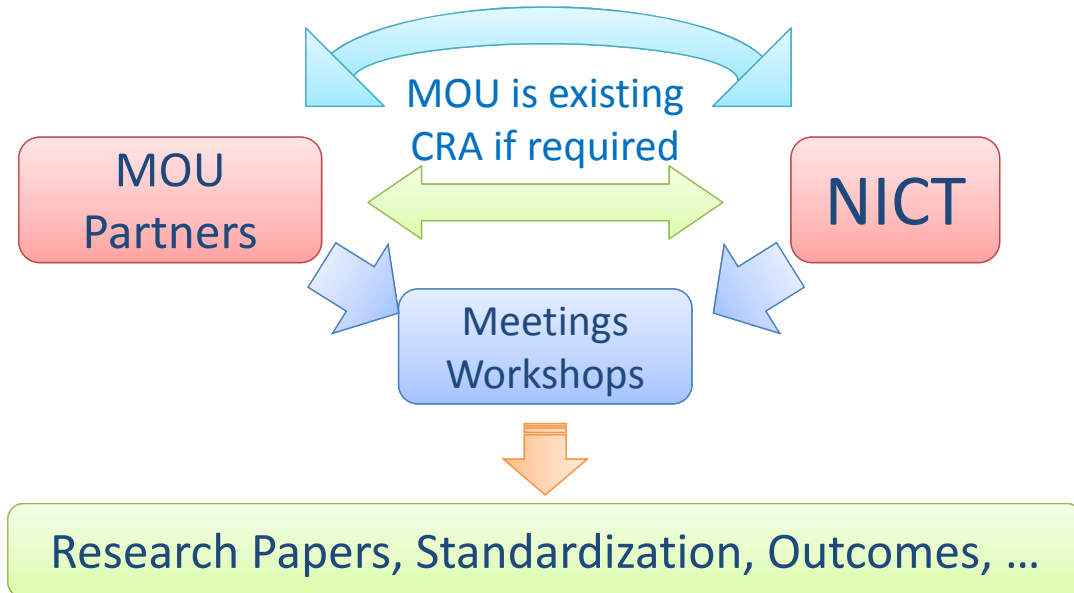 MOU is existing
CRA if required
MOU
Partners
NICT
Meetings
Workshops
Research Papers, Standardization, Outcomes, ...